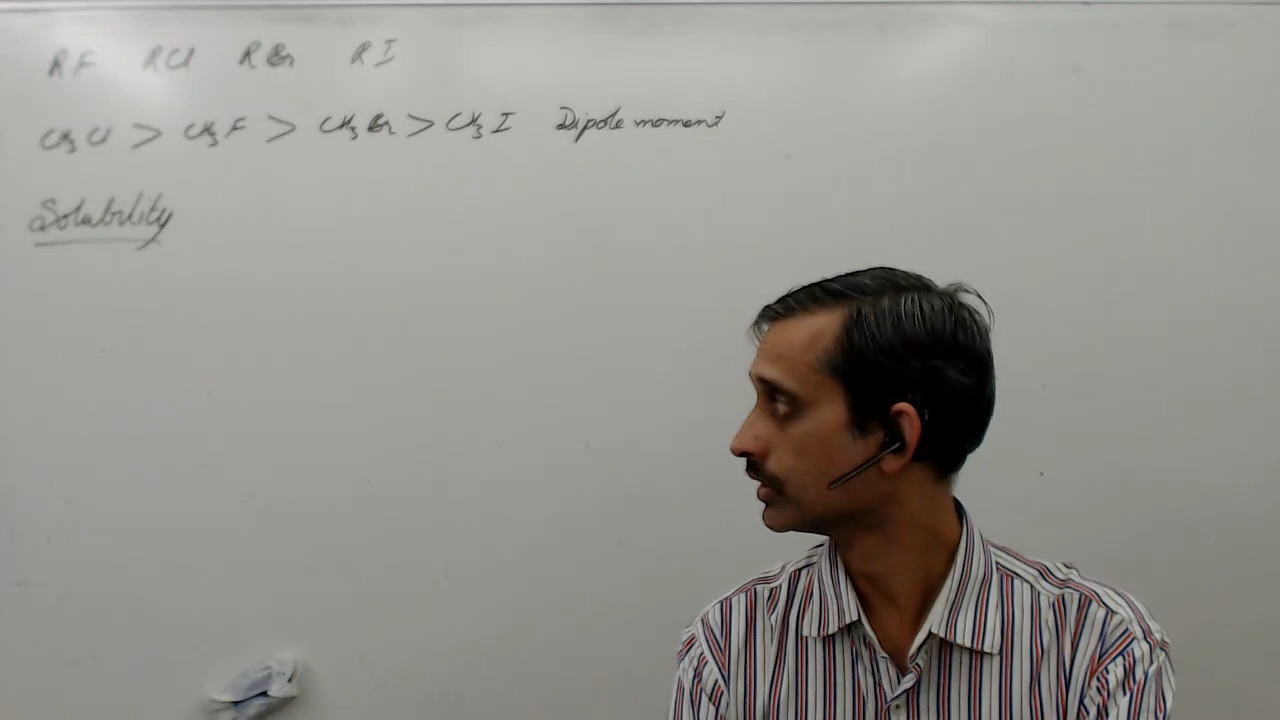 RF RCl RBr RI
CH₃Cl > CH₃F > CH₃Br > CH₃I Dipole moment
Solubility